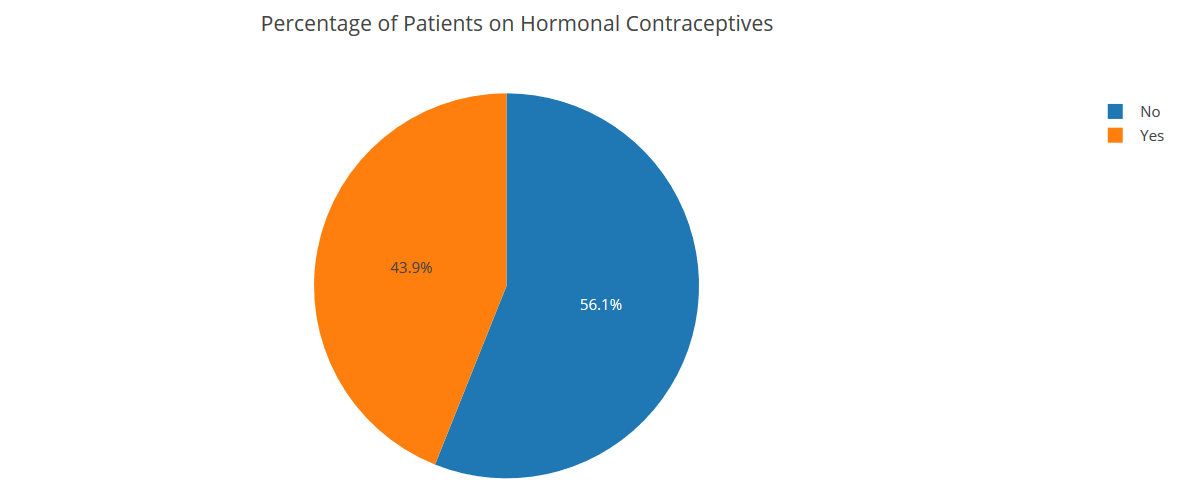 Percentage of Patients on Hormonal Contraceptives
No
Yes
43.9%
56.1%